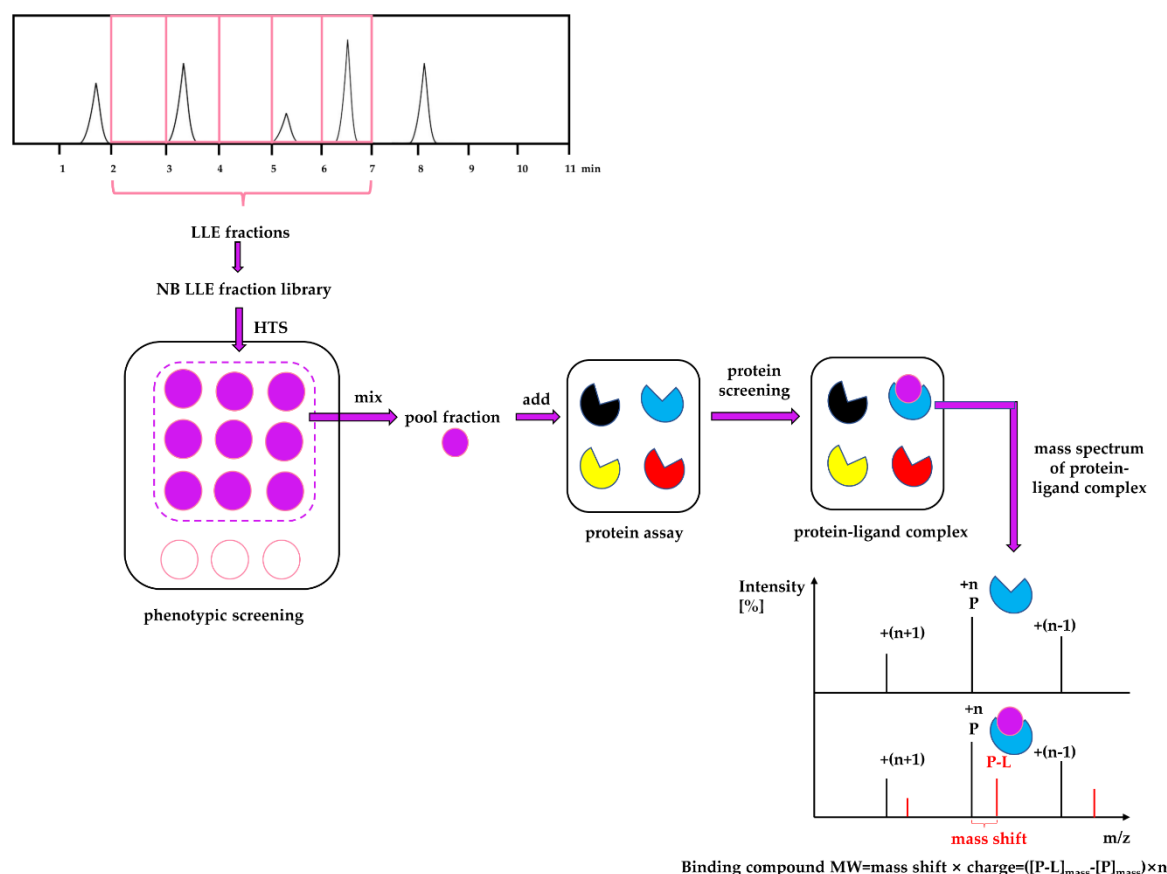 1 2 3 4 5 6 7 8 9 10 11 min
LLE fractions
NB LLE fraction library
HTS
phenotypic screening
mix
pool fraction
add
protein assay
protein
screening
protein-ligand complex
mass spectrum
of protein-
ligand complex
Intensity
[%]
+(n+1)
+n
P
+(n-1)
+(n+1)
+n
P
P-L
+(n-1)
mass shift
m/z
Binding compound MW=mass shift × charge=([P-L]mass-[P]mass)×n